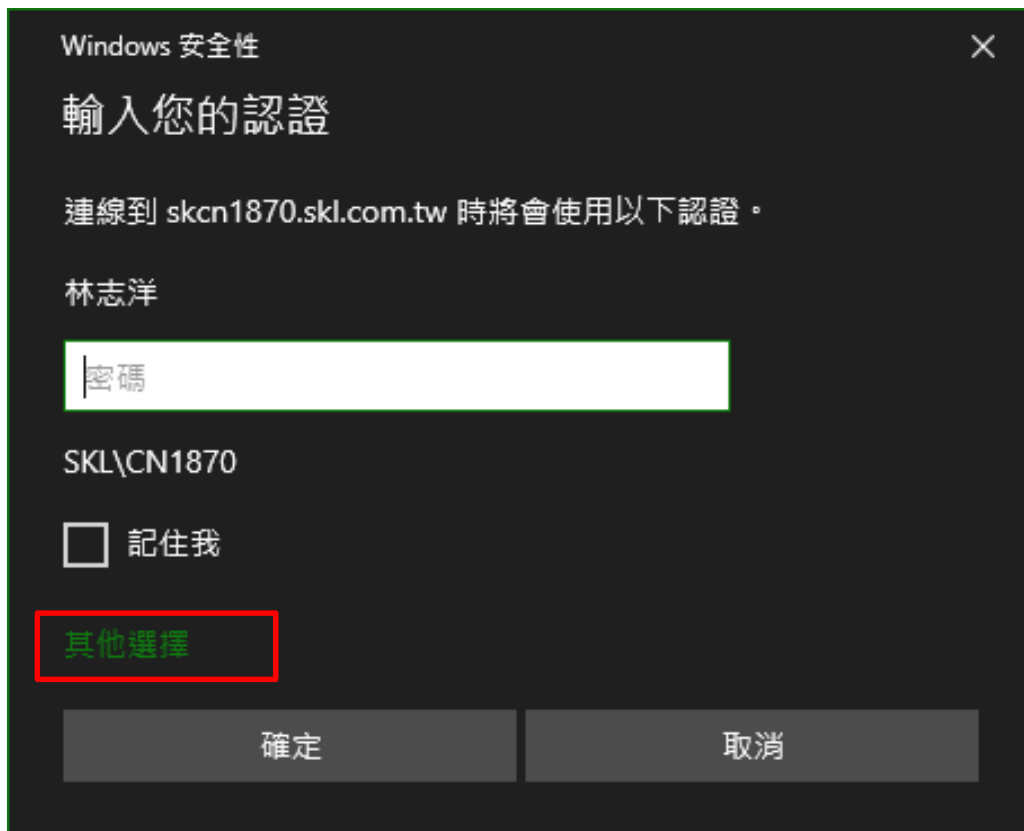 Windows 安全性
輸入您的認證
連線到 skcn1870.skl.com.tw 時將會使用以下認證。
林志洋
密碼
SKL\CN1870
記住我
其他選擇
確定
取消